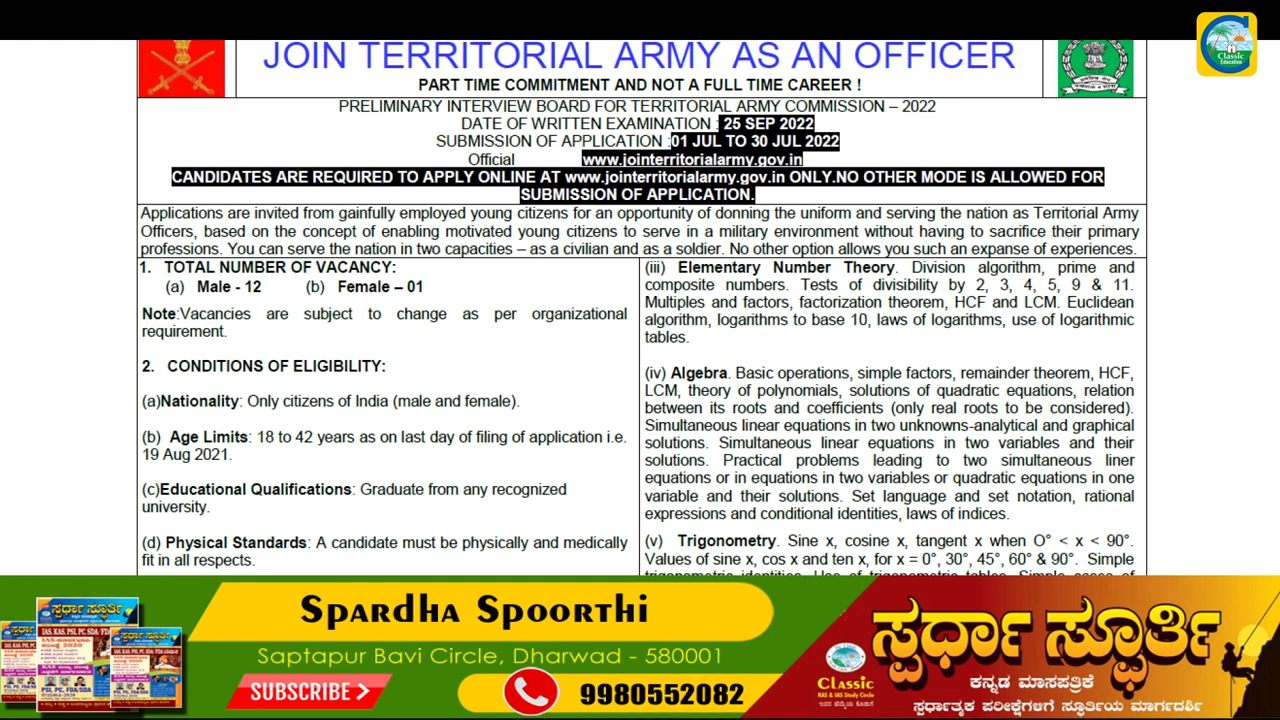 JOIN TERRITORIAL ARMY AS AN OFFICER
PART TIME COMMITMENT AND NOT A FULL TIME CAREER !
PRELIMINARY INTERVIEW BOARD FOR TERRITORIAL ARMY COMMISSION – 2022
DATE OF WRITTEN EXAMINATION : 25 SEP 2022
SUBMISSION OF APPLICATION :01 JUL TO 30 JUL 2022
Official www.jointerritorialarmy.gov.in
CANDIDATES ARE REQUIRED TO APPLY ONLINE AT www.jointerritorialarmy.gov.in ONLY.NO OTHER MODE IS ALLOWED FOR
SUBMISSION OF APPLICATION.
Applications are invited from gainfully employed young citizens for an opportunity of donning the uniform and serving the nation as Territorial Army
Officers, based on the concept of enabling motivated young citizens to serve in a military environment without having to sacrifice their primary
professions. You can serve the nation in two capacities – as a civilian and as a soldier. No other option allows you such an expanse of experiences.
1. TOTAL NUMBER OF VACANCY:
(a) Male - 12 (b) Female – 01
Note:Vacancies are subject to change as per organizational
requirement.
2. CONDITIONS OF ELIGIBILITY:
(a)Nationality: Only citizens of India (male and female).
(b) Age Limits: 18 to 42 years as on last day of filing of application i.e.
19 Aug 2021.
(c)Educational Qualifications: Graduate from any recognized
university.
(d) Physical Standards: A candidate must be physically and medically
fit in all respects.
(iii) Elementary Number Theory. Division algorithm, prime and
composite numbers. Tests of divisibility by 2, 3, 4, 5, 9 & 11.
Multiples and factors, factorization theorem, HCF and LCM. Euclidean
algorithm, logarithms to base 10, laws of logarithms, use of logarithmic
tables.
(iv) Algebra. Basic operations, simple factors, remainder theorem, HCF,
LCM, theory of polynomials, solutions of quadratic equations, relation
between its roots and coefficients (only real roots to be considered).
Simultaneous linear equations in two unknowns-analytical and graphical
solutions. Simultaneous linear equations in two variables and their
solutions. Practical problems leading to two simultaneous liner
equations or in equations in two variables or quadratic equations in one
variable and their solutions. Set language and set notation, rational
expressions and conditional identities, laws of indices.
(v) Trigonometry. Sine x, cosine x, tangent x when O° < x < 90°.
Values of sine x, cos x and ten x, for x = 0°, 30°, 45°, 60° & 90°. Simple
Classic
Education
Spardha Spoorthi
Saptapur Bavi Circle, Dharwad - 580001
SUBSCRIBE
9980552082
ಸ್ಪರ್ಧಾ ಸ್ಫೂರ್ತಿ
ಕನ್ನಡ ಮಾಸಪತ್ರಿಕೆ
ಸ್ಪರ್ಧಾತ್ಮಕ ಪರೀಕ್ಷೆಗಳಿಗೆ ಸ್ಫೂರ್ತಿಯ ಮಾರ್ಗದರ್ಶಿ
Classic
KAS & IAS Study Circle